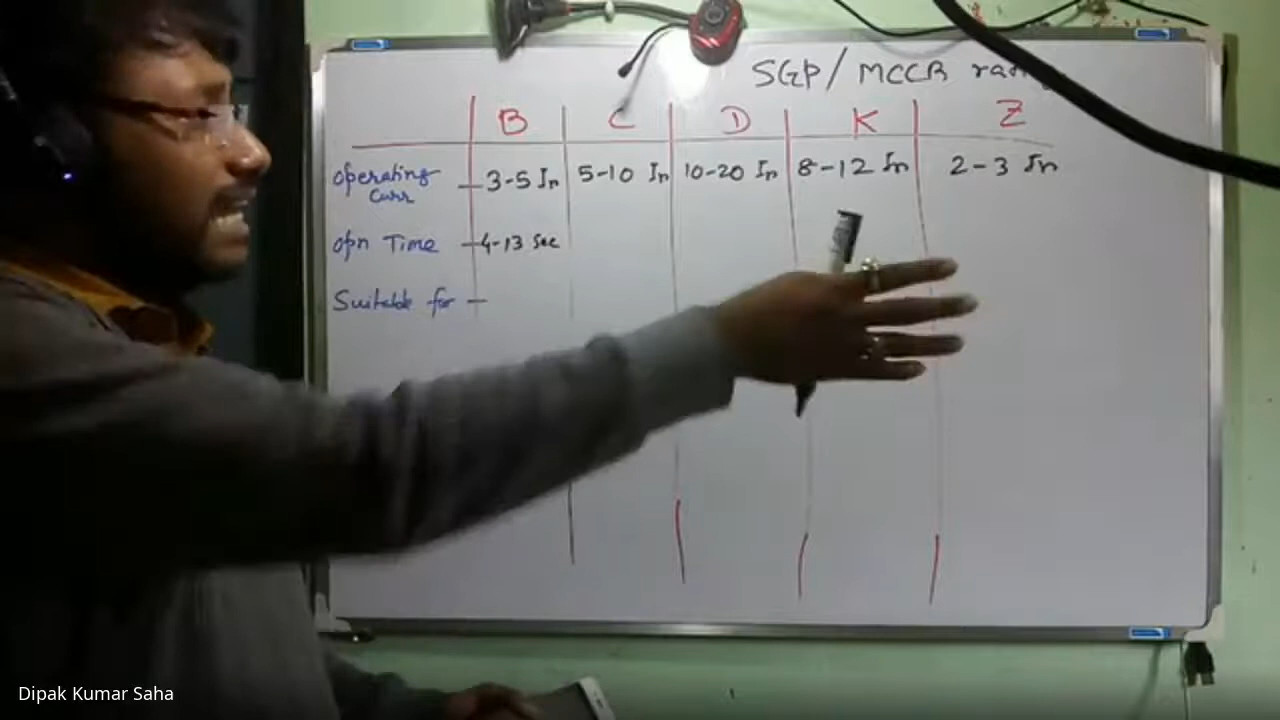 SGP/ MCCB
B C D K Z
operating curr 3-5 In 5-10 In 10-20 In 8-12 In 2-3 In
opn Time 4-13 Sec
Suitable for
Dipak Kumar Saha